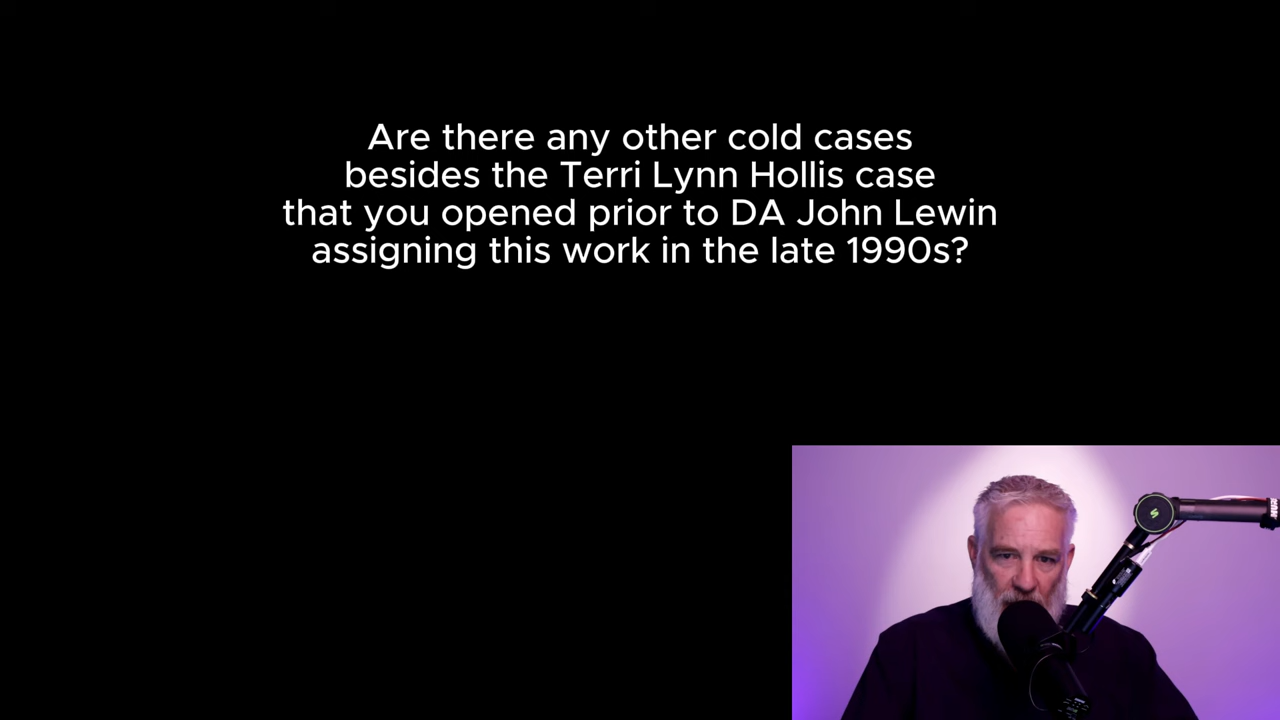 Are there any other cold cases
besides the Terri Lynn Hollis case
that you opened prior to DA John Lewin
assigning this work in the late 1990s?